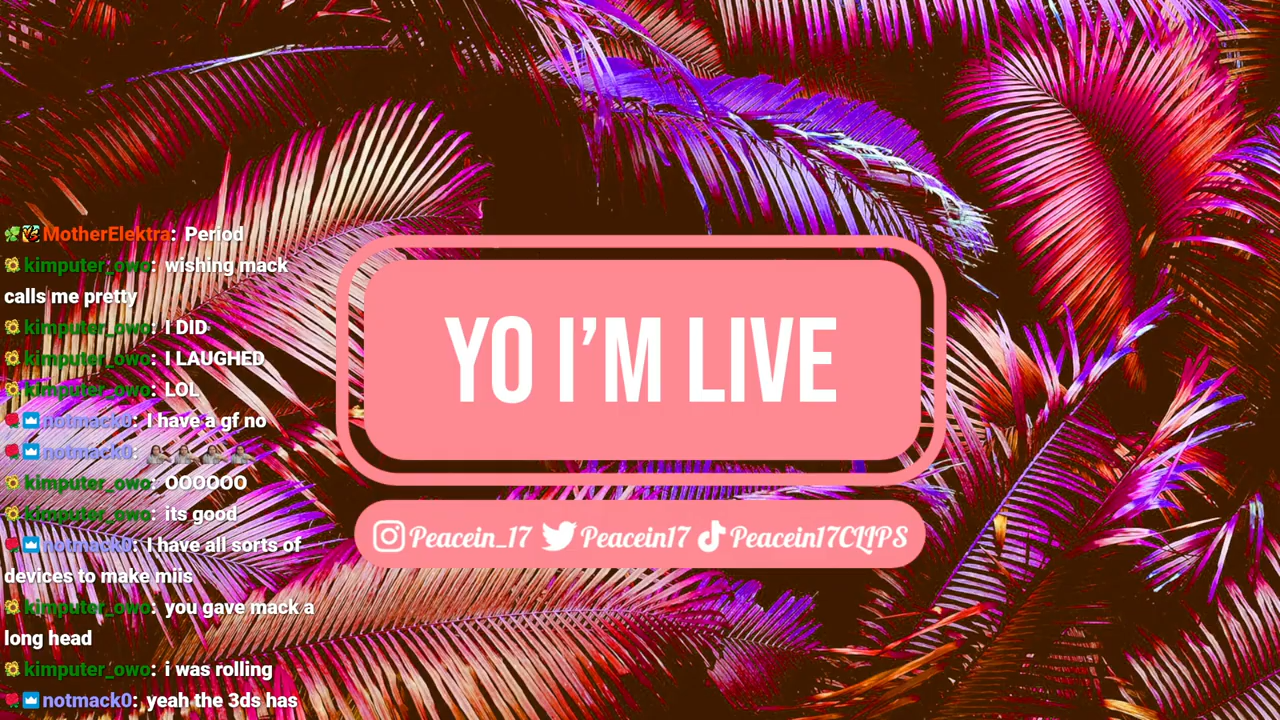 MotherElektra: Period
kimputer_owo: wishing mack
calls me pretty
kimputer_owo: I DID
kimputer_owo: I LAUGHED
kimputer_owo: LOL
notmack0: I have a gf no
notmack0:
kimputer_owo: OOOOOO
kimputer_owo: its good
notmack0: I have all sorts of
devices to make miis
kimputer_owo: you gave mack a
long head
kimputer_owo: i was rolling
notmack0: yeah the 3ds has
YO I’M LIVE
Peacein_17 Peacein17 Peacein17CLIPS